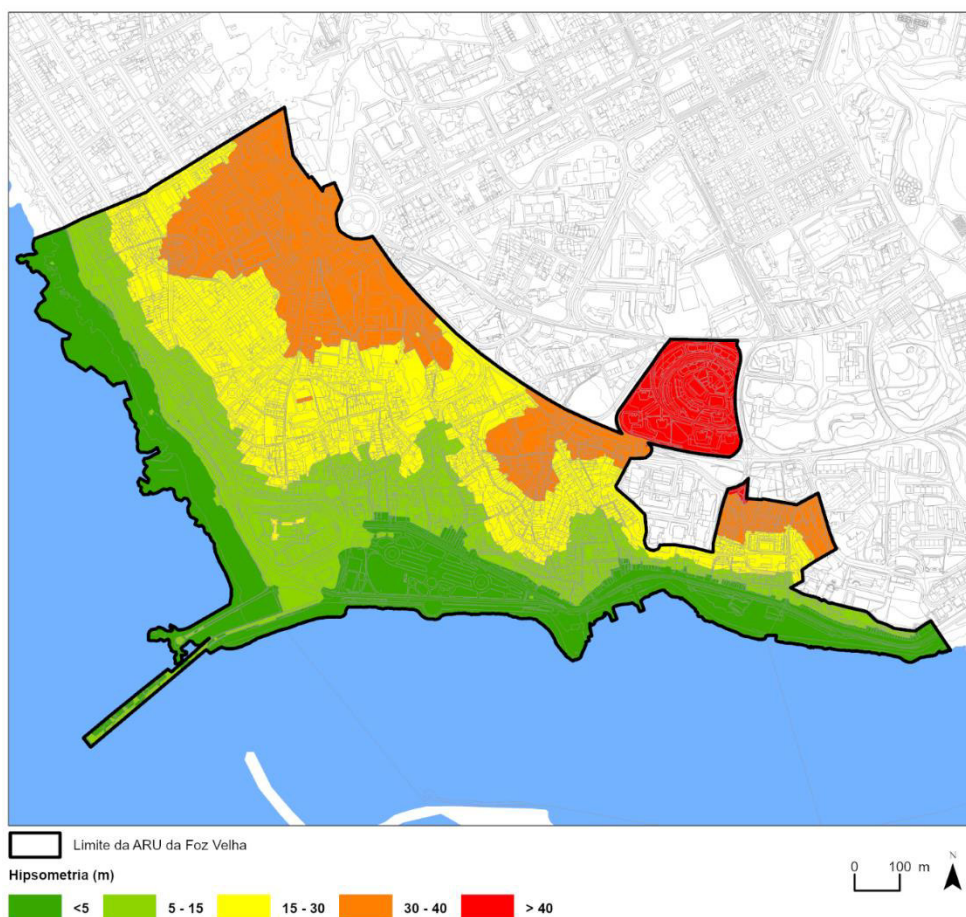 Limite da ARU da Foz Velha
Hipsometria (m)
<5
5 - 15
15 - 30
30 - 40
> 40
0 100 m
N